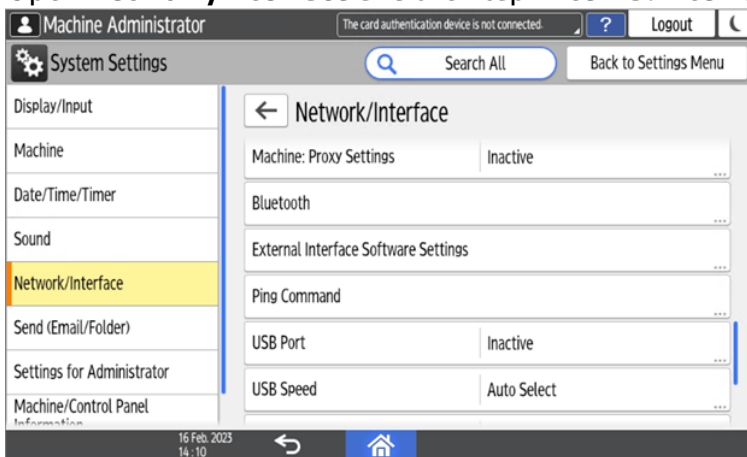 Machine Administrator
The card authentication device is not connected.
?
Logout
System Settings
Search All
Back to Settings Menu
Display/Input
Machine
Date/Time/Timer
Sound
Network/Interface
Send (Email/Folder)
Settings for Administrator
Machine/Control Panel
Information
Network/Interface
Machine: Proxy Settings Inactive
Bluetooth
External Interface Software Settings
Ping Command
USB Port Inactive
USB Speed Auto Select
16 Feb. 2023
14:10